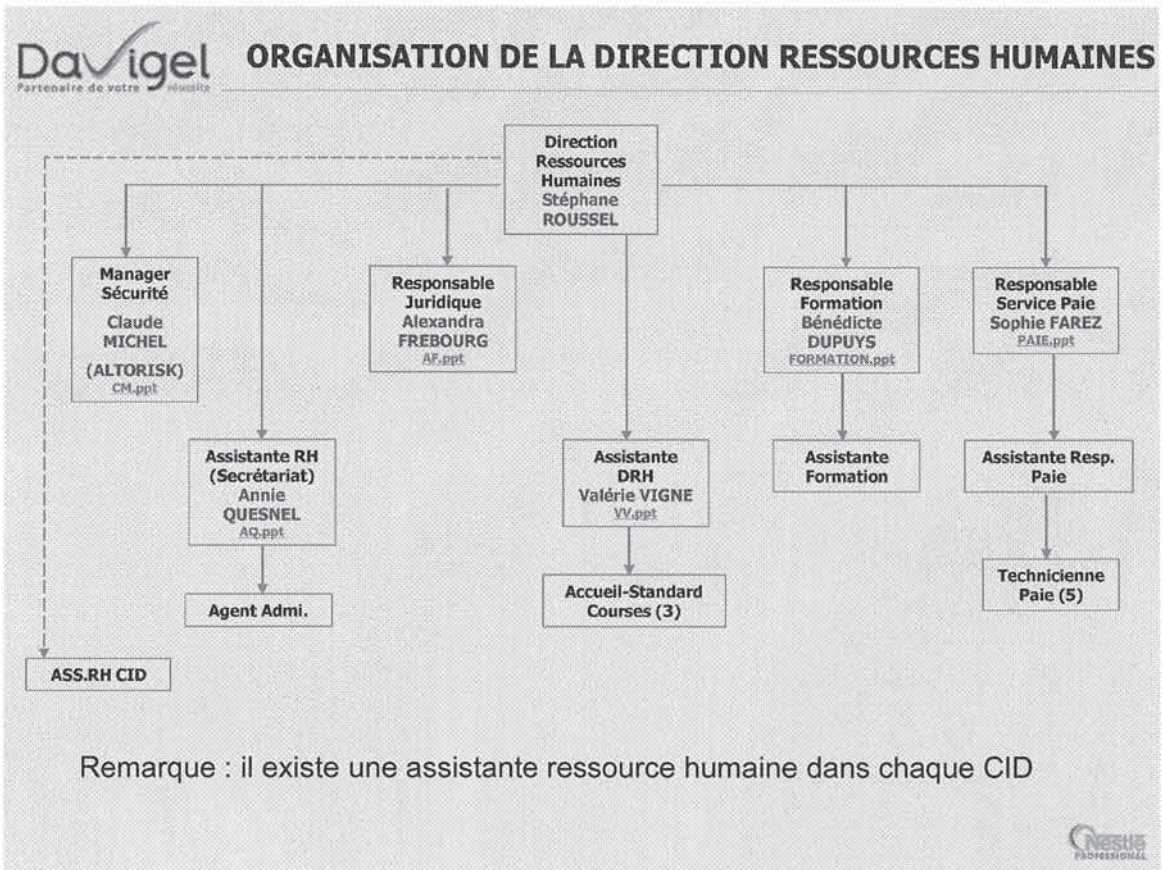 Davigel
Partenaire de votre réussite
ORGANISATION DE LA DIRECTION RESSOURCES HUMAINES
Direction
Ressources
Humaines
Stéphane
ROUSSEL
Manager
Sécurité
Claude
MICHEL
(ALTORISK)
CM.ppt
Responsable
Juridique
Alexandra
FREBOURG
AF.ppt
Responsable
Formation
Bénédicte
DUPUYS
FORMATION.ppt
Responsable
Service Paie
Sophie FAREZ
PAIE.ppt
Assistante RH
(Secrétariat)
Annie
QUESNEL
AQ.ppt
Assistante
DRH
Valérie VIGNE
VV.ppt
Assistante
Formation
Assistante Resp.
Paie
Agent Admi.
Accueil-Standard
Courses (3)
Technicienne
Paie (5)
ASS.RH CID
Remarque : il existe une assistante ressource humaine dans chaque CID
Nestlé
PROFESSIONAL